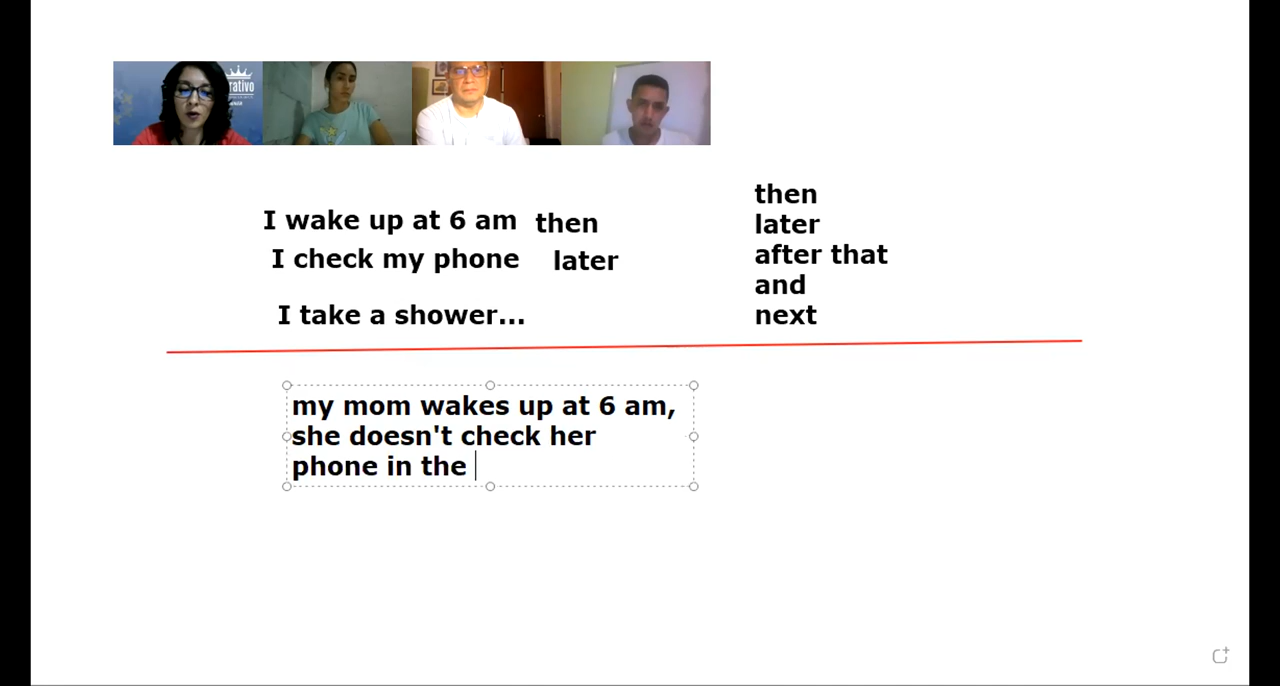 rativo
I wake up at 6 am then
I check my phone later
I take a shower...
then
later
after that
and
next
my mom wakes up at 6 am,
she doesn't check her
phone in the